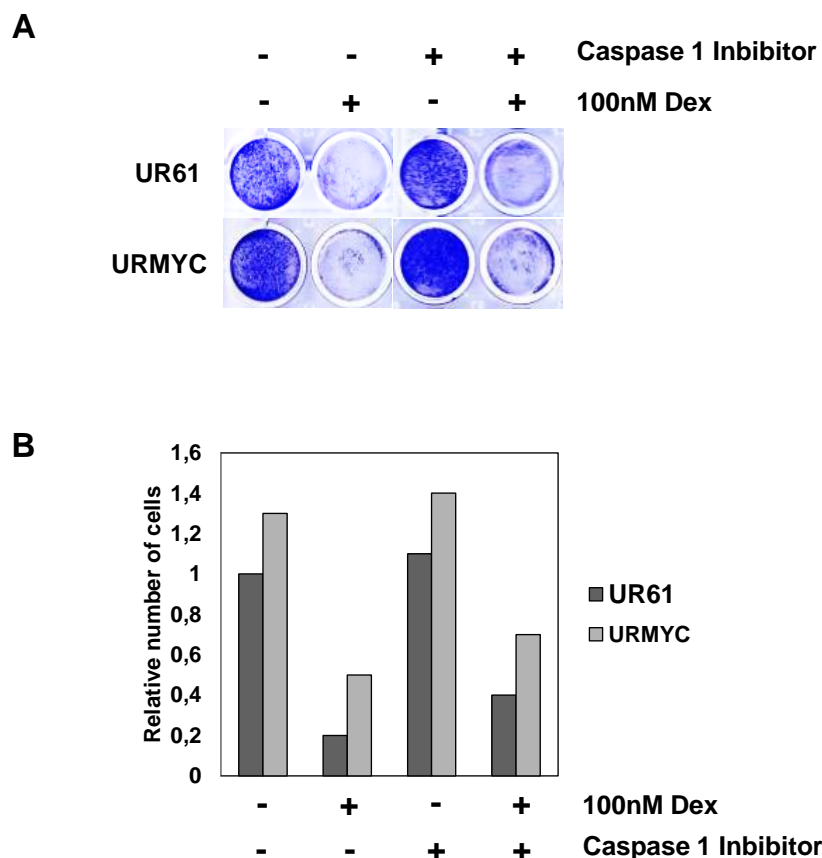 A
- - + + Caspase 1 Inbibitor
- + - + 100nM Dex
UR61
URMYC
B
Relative number of cells
1,6
1,4
1,2
1
0,8
0,6
0,4
0,2
0
UR61
URMYC
- + - + 100nM Dex
- - + + Caspase 1 Inbibitor